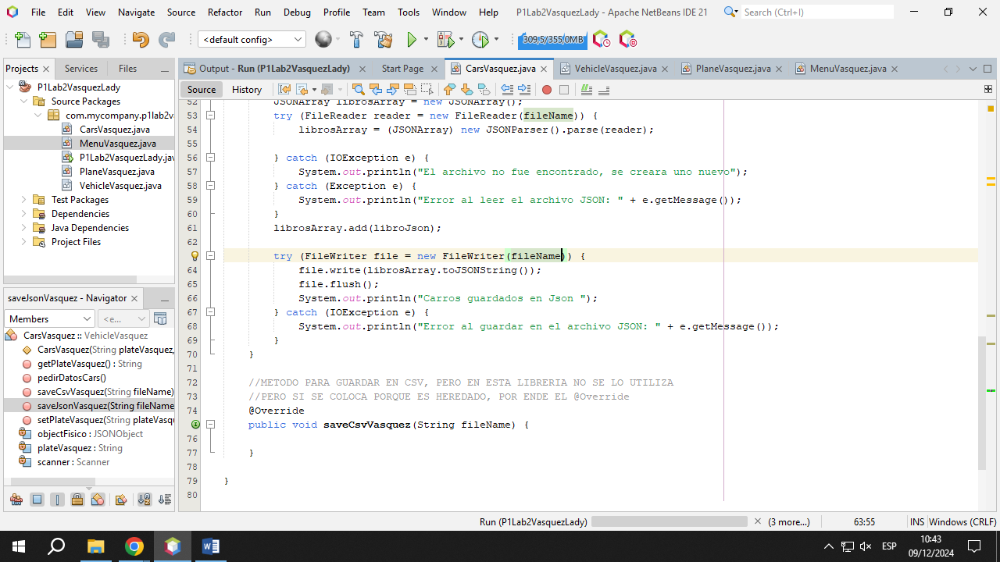 File Edit View Navigate Source Refactor Run Debug Profile Team Tools Window Help P1Lab2VasquezLady - Apache NetBeans IDE 21 Search (Ctrl+I)
<default config> 309,5/355,0MB
Projects Services Files
Output - Run (P1Lab2VasquezLady) Start Page CarsVasquez.java VehicleVasquez.java PlaneVasquez.java MenuVasquez.java
Source History
P1Lab2VasquezLady
Source Packages
com.mycompany.p1lab2va
CarsVasquez.java
MenuVasquez.java
P1Lab2VasquezLady.java
PlaneVasquez.java
VehicleVasquez.java
Test Packages
Dependencies
Java Dependencies
Project Files
saveJsonVasquez - Navigator
Members <e...
CarsVasquez :: VehicleVasquez
CarsVasquez(String plateVasquez,
getPlateVasquez() : String
pedirDatosCars()
saveCsvVasquez(String fileName)
saveJsonVasquez(String fileName
setPlateVasquez(String plateVasqu
objectFisico : JSONObject
plateVasquez : String
scanner : Scanner
52 JSONArray librosArray = new JSONArray();
53 try (FileReader reader = new FileReader(fileName)) {
54 librosArray = (JSONArray) new JSONParser().parse(reader);
55
56 } catch (IOException e) {
57 System.out.println("El archivo no fue encontrado, se creara uno nuevo");
58 } catch (Exception e) {
59 System.out.println("Error al leer el archivo JSON: " + e.getMessage());
60 }
61 librosArray.add(libroJson);
62
try (FileWriter file = new FileWriter(fileName)) {
64 file.write(librosArray.toJSONString());
65 file.flush();
66 System.out.println("Carros guardados en Json ");
67 } catch (IOException e) {
68 System.out.println("Error al guardar en el archivo JSON: " + e.getMessage());
69 }
70 }
71
72 //METODO PARA GUARDAR EN CSV, PERO EN ESTA LIBRERIA NO SE LO UTILIZA
73 //PERO SI SE COLOCA PORQUE ES HEREDADO, POR ENDE EL @Override
74 @Override
public void saveCsvVasquez(String fileName) {
76
77 }
78
79 }
80
Run (P1Lab2VasquezLady) (3 more...) 63:55 INS Windows (CRLF)
ESP 10:43
09/12/2024